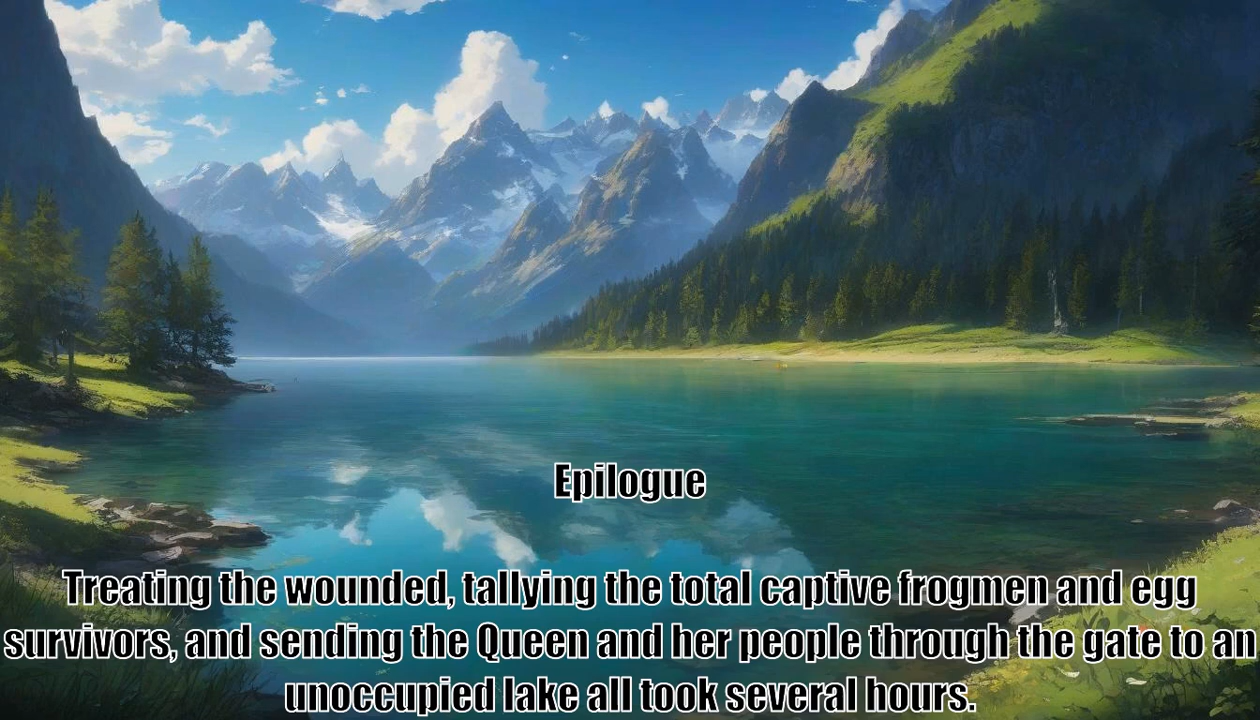 Epilogue
Treating the wounded, tallying the total captive frogmen and egg
survivors, and sending the Queen and her people through the gate to an
unoccupied lake all took several hours.